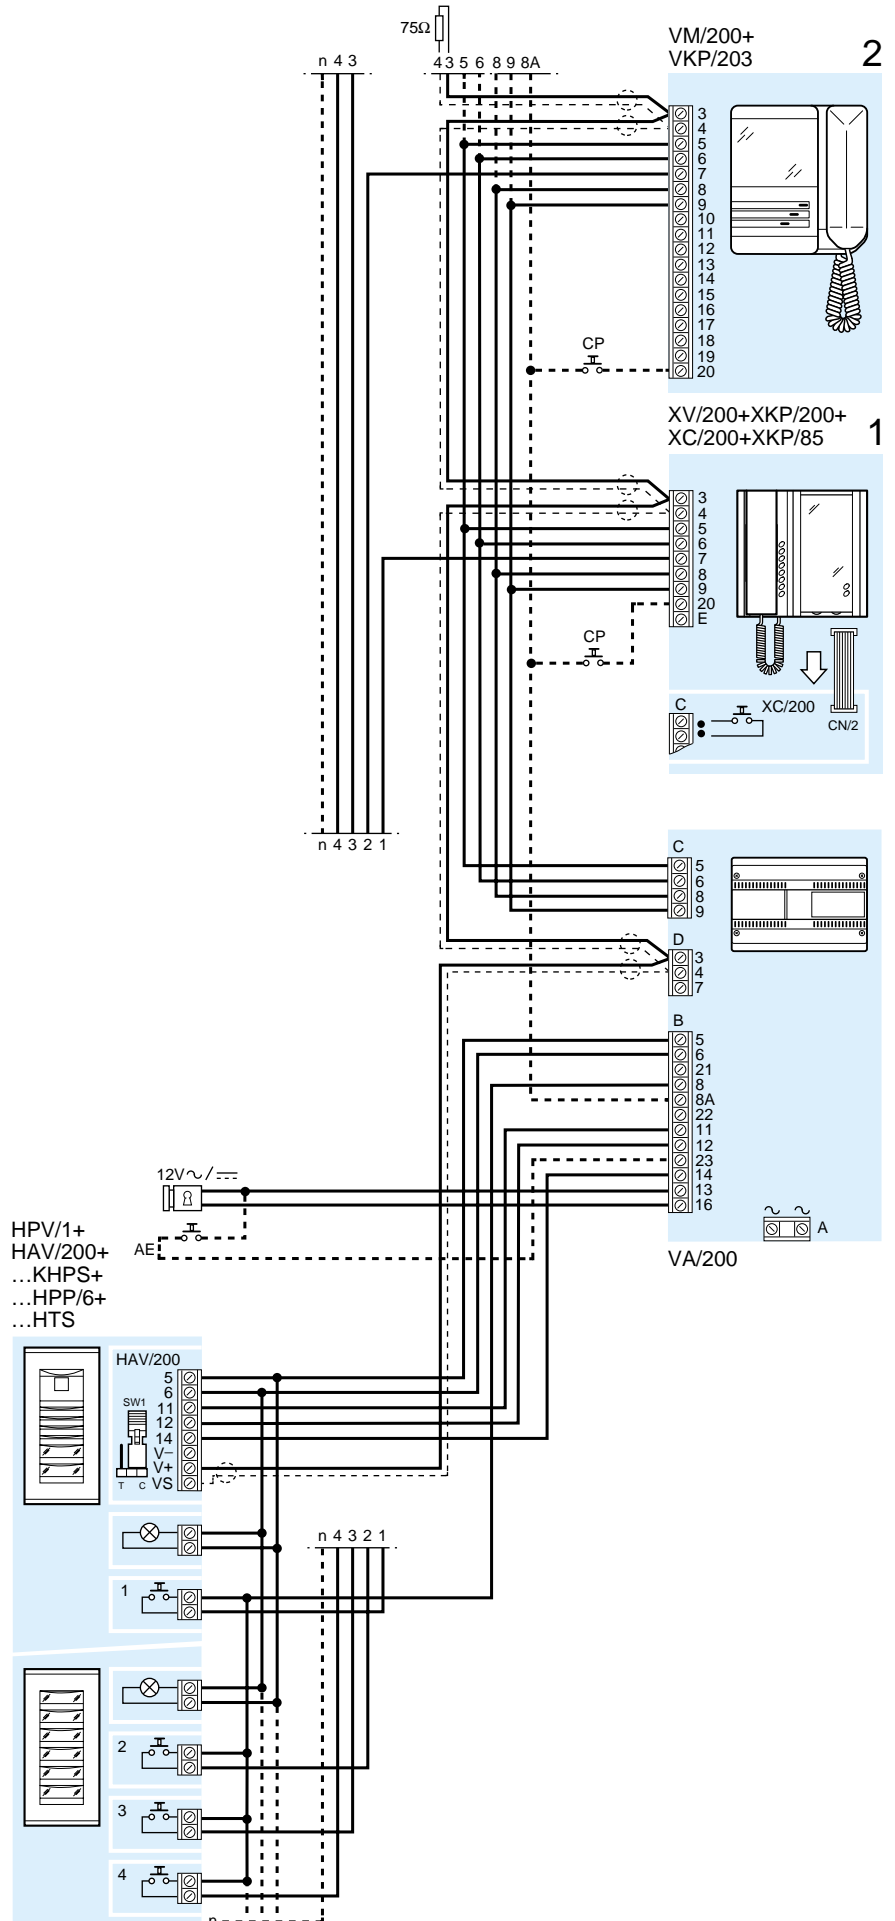 75Ω
n 4 3
4 3 5 6 8 9 8A
VM/200+
VKP/203
2
3
4
5
6
7
8
9
10
11
12
13
14
15
16
17
18
19
20
CP
XV/200+XKP/200+
XC/200+XKP/85
1
3
4
5
6
7
8
9
20
E
CP
C
XC/200
CN/2
n 4 3 2 1
C
5
6
8
9
D
3
4
7
B
5
6
21
8
8A
22
11
12
23
14
13
16
A
VA/200
12V
AE
HPV/1+
HAV/200+
...KHPS+
...HPP/6+
...HTS
HAV/200
5
6
11
12
14
V–
V+
VS
SW1
T C
n 4 3 2 1
1
2
3
4
n